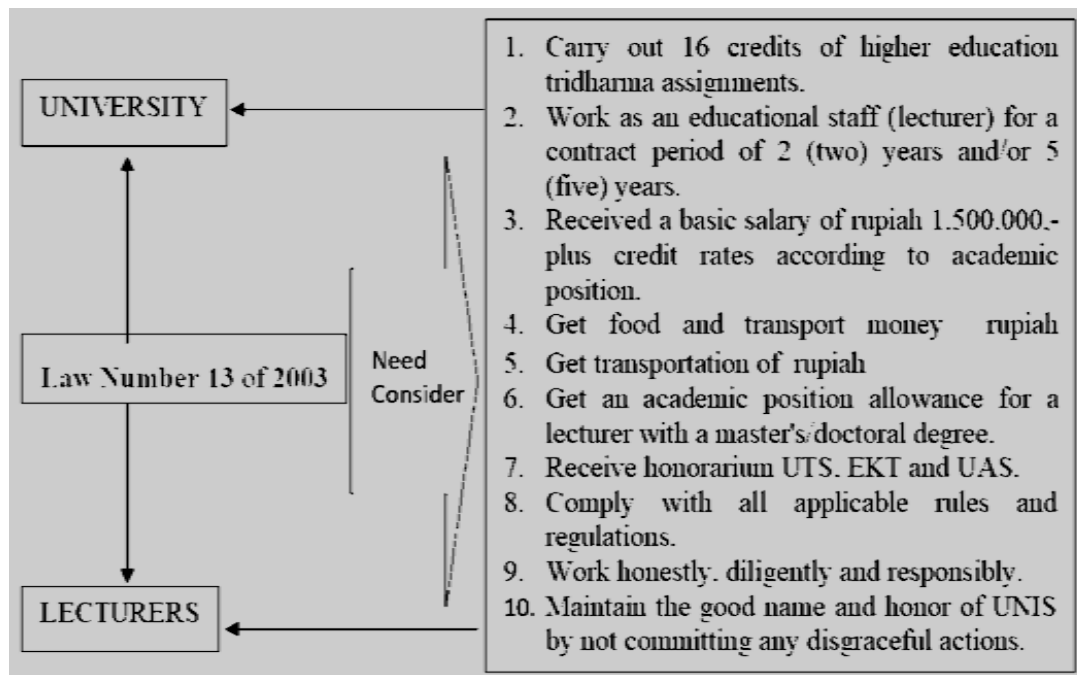 UNIVERSITY
Law Number 13 of 2003
LECTURERS
Need
Consider
1. Carry out 16 credits of higher education
tridharma assignments.
2. Work as an educational staff (lecturer) for a
contract period of 2 (two) years and/or 5
(five) years.
3. Received a basic salary of rupiah 1.500.000.-
plus credit rates according to academic
position.
4. Get food and transport money rupiah
5. Get transportation of rupiah
6. Get an academic position allowance for a
lecturer with a master's/doctoral degree.
7. Receive honorarium UTS. EKT and UAS.
8. Comply with all applicable rules and
regulations.
9. Work honestly. diligently and responsibly.
10. Maintain the good name and honor of UNIS
by not committing any disgraceful actions.